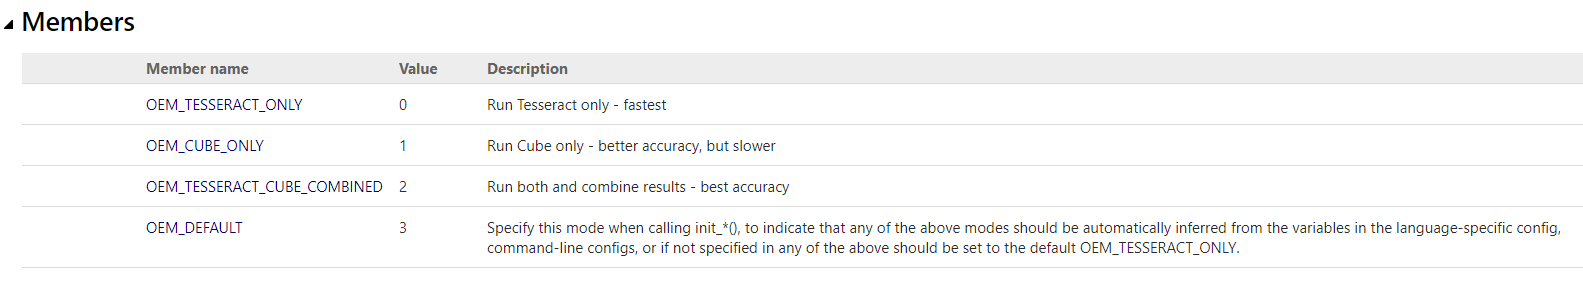 Members
Member name Value Description
OEM_TESSERACT_ONLY 0 Run Tesseract only - fastest
OEM_CUBE_ONLY 1 Run Cube only - better accuracy, but slower
OEM_TESSERACT_CUBE_COMBINED 2 Run both and combine results - best accuracy
OEM_DEFAULT 3 Specify this mode when calling init_*(), to indicate that any of the above modes should be automatically inferred from the variables in the language-specific config,
command-line configs, or if not specified in any of the above should be set to the default OEM_TESSERACT_ONLY.